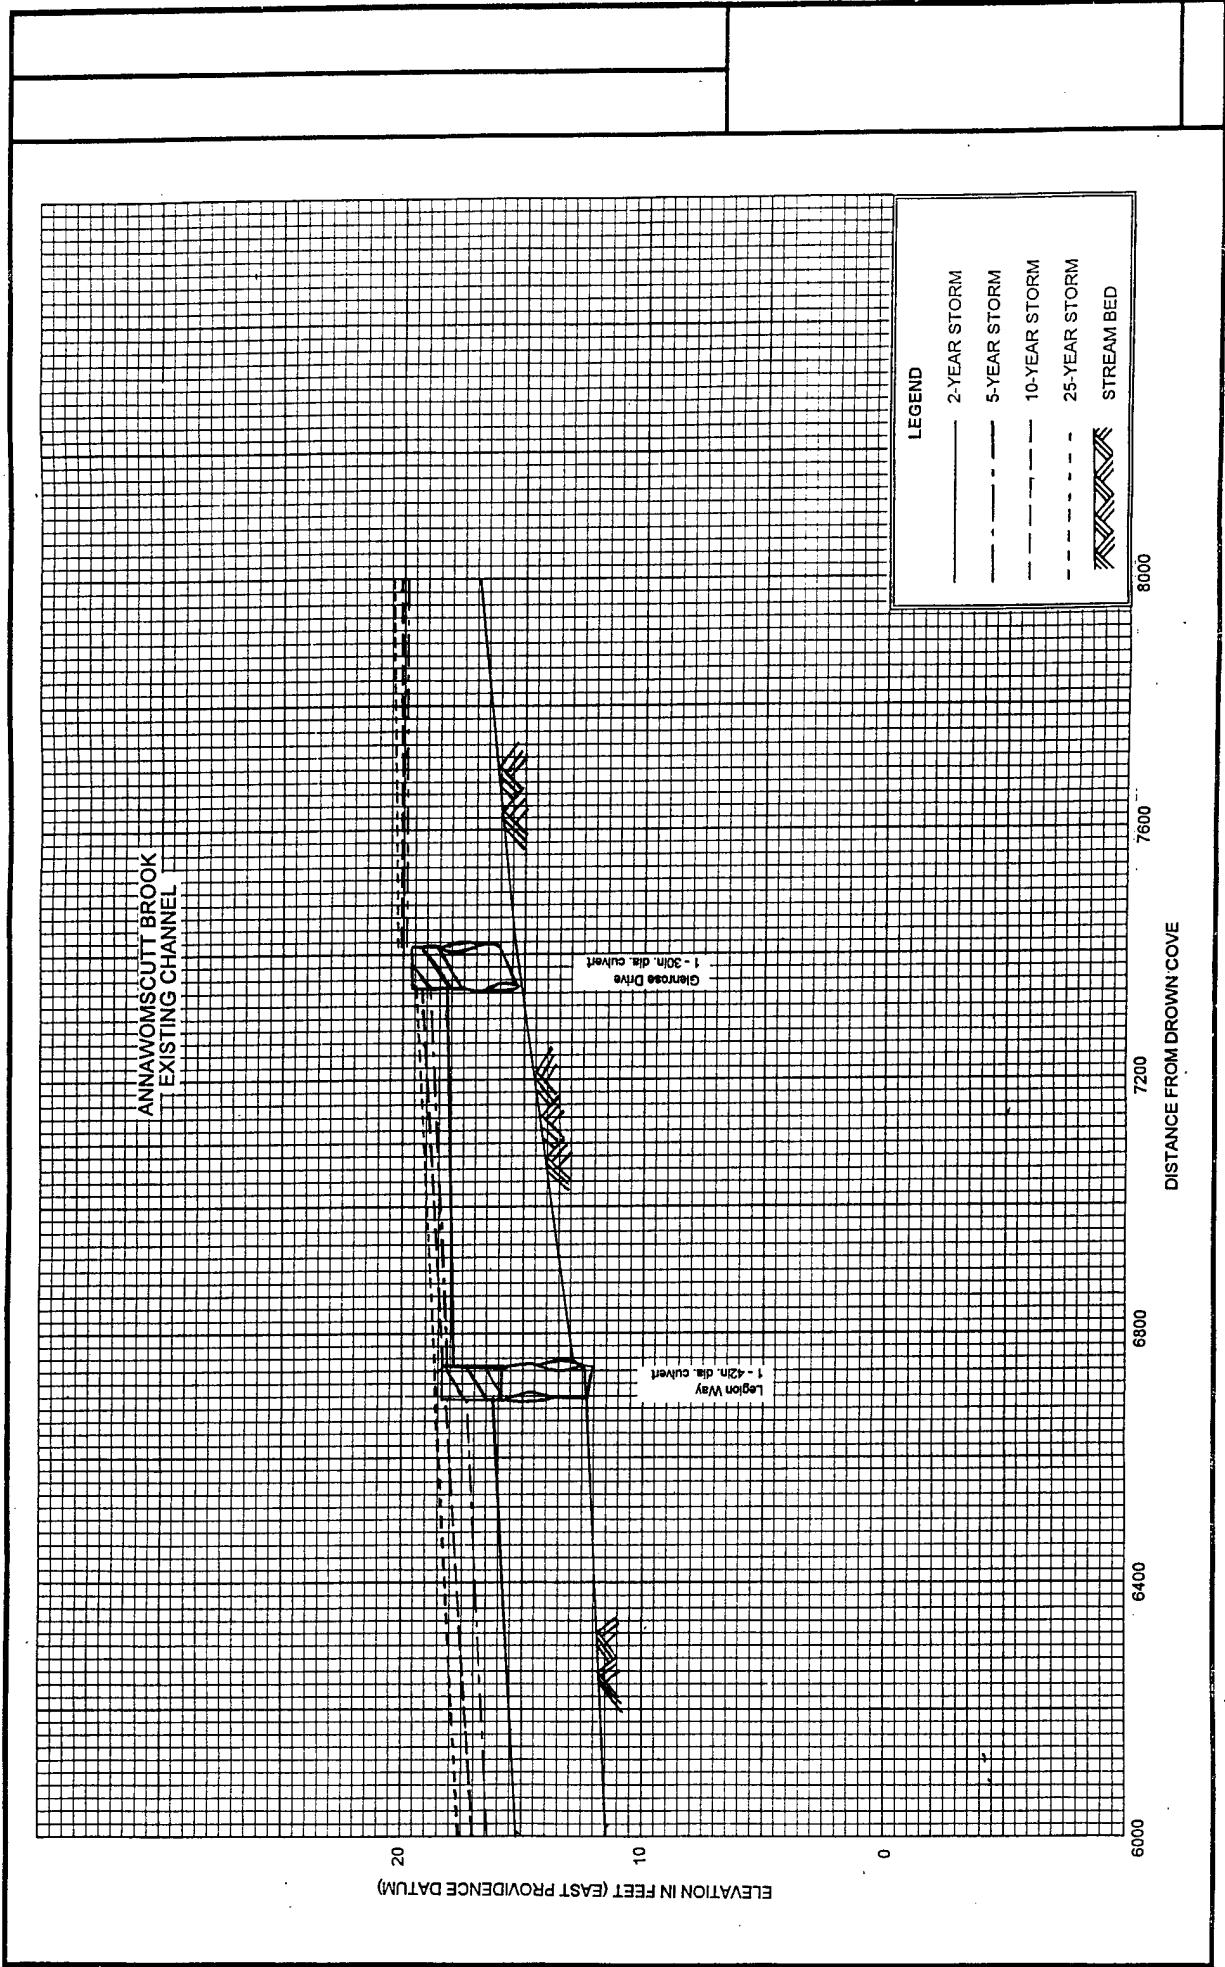 ANNAWOMSCUTT BROOK
EXISTING CHANNEL
ELEVATION IN FEET (EAST PROVIDENCE DATUM)
20
10
0
Legion Way
1 - 42in. dia. culvert
Glenrose Drive
1 - 30in. dia. culvert
LEGEND
2-YEAR STORM
5-YEAR STORM
10-YEAR STORM
25-YEAR STORM
STREAM BED
6000
6400
6800
7200
7600
8000
DISTANCE FROM DROWN COVE